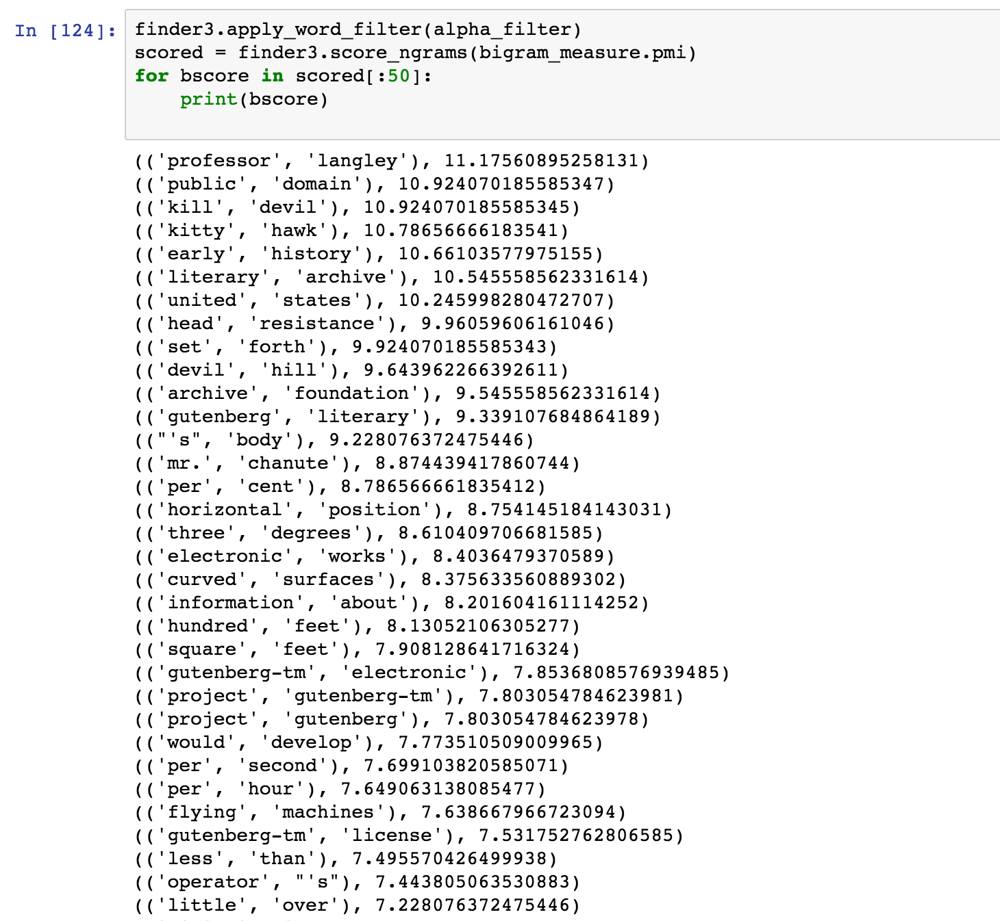 In [124]:
finder3.apply_word_filter(alpha_filter)
scored = finder3.score_ngrams(bigram_measure.pmi)
for bscore in scored[:50]:
    print(bscore)
(('professor', 'langley'), 11.17560895258131)
(('public', 'domain'), 10.924070185585347)
(('kill', 'devil'), 10.924070185585345)
(('kitty', 'hawk'), 10.78656666183541)
(('early', 'history'), 10.66103577975155)
(('literary', 'archive'), 10.545558562331614)
(('united', 'states'), 10.245998280472707)
(('head', 'resistance'), 9.96059606161046)
(('set', 'forth'), 9.924070185585343)
(('devil', 'hill'), 9.643962266392611)
(('archive', 'foundation'), 9.545558562331614)
(('gutenberg', 'literary'), 9.339107684864189)
(("'s", 'body'), 9.228076372475446)
(('mr.', 'chanute'), 8.874439417860744)
(('per', 'cent'), 8.786566661835412)
(('horizontal', 'position'), 8.754145184143031)
(('three', 'degrees'), 8.610409706681585)
(('electronic', 'works'), 8.4036479370589)
(('curved', 'surfaces'), 8.375633560889302)
(('information', 'about'), 8.201604161114252)
(('hundred', 'feet'), 8.13052106305277)
(('square', 'feet'), 7.908128641716324)
(('gutenberg-tm', 'electronic'), 7.8536808576939485)
(('project', 'gutenberg-tm'), 7.803054784623981)
(('project', 'gutenberg'), 7.803054784623978)
(('would', 'develop'), 7.773510509009965)
(('per', 'second'), 7.699103820585071)
(('per', 'hour'), 7.649063138085477)
(('flying', 'machines'), 7.638667966723094)
(('gutenberg-tm', 'license'), 7.531752762806585)
(('less', 'than'), 7.495570426499938)
(('operator', "'s"), 7.443805063530883)
(('little', 'over'), 7.228076372475446)